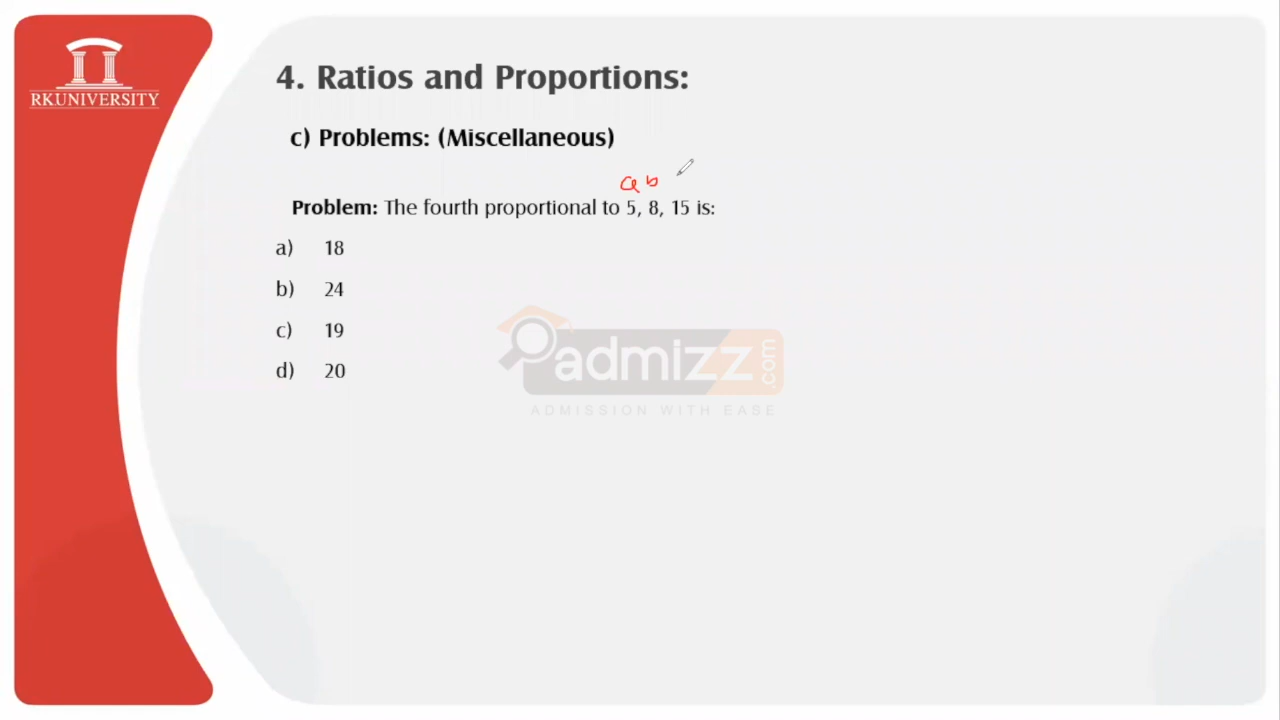 RKUNIVERSITY
4. Ratios and Proportions:
c) Problems: (Miscellaneous)
a b
Problem: The fourth proportional to 5, 8, 15 is:
a) 18
b) 24
c) 19
d) 20
admizz.com
ADMISSION WITH EASE